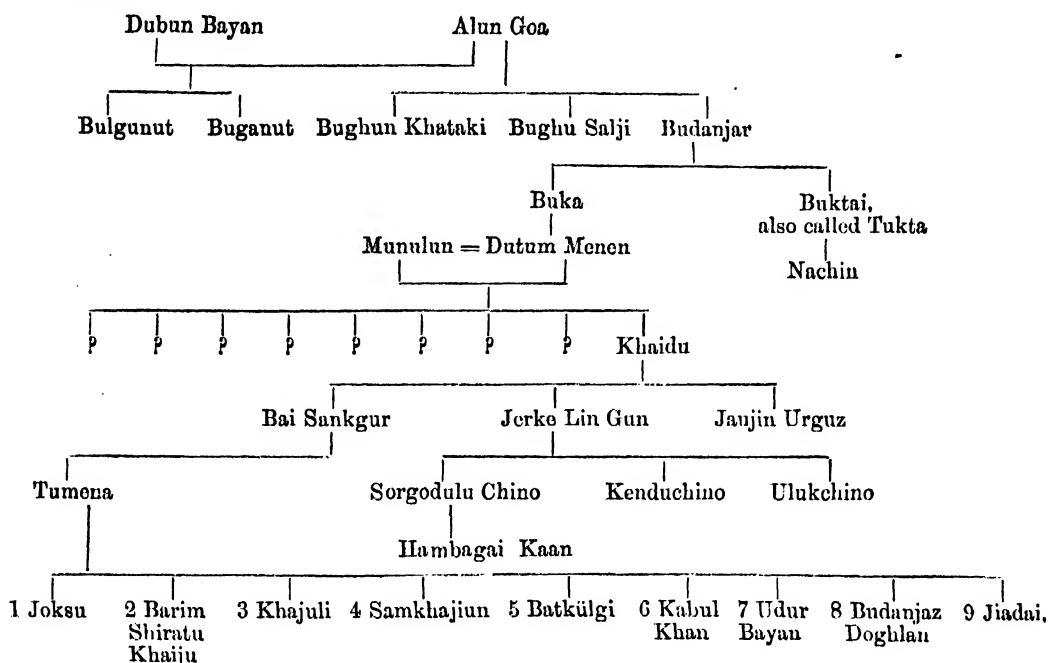 Dubun Bayan Alun Goa
Bulgunut Buganut Bughun Khataki Bughu Salji Budanjar
Buka Buktai,
also called Tukta
Munulun = Dutum Menen Nachin
? ? ? ? ? ? ? ? Khaidu
Bai Sankgur Jerke Lin Gun Jaujin Urguz
Tumena Sorgodulu Chino Kenduchino Ulukchino
Hambagai Kaan
1 Joksu 2 Barim 3 Khajuli 4 Samkhajiun 5 Batkülgi 6 Kabul 7 Udur 8 Budanjaz 9 Jiadai,
Shiratu Khan Bayan Doghlan
Khaiju